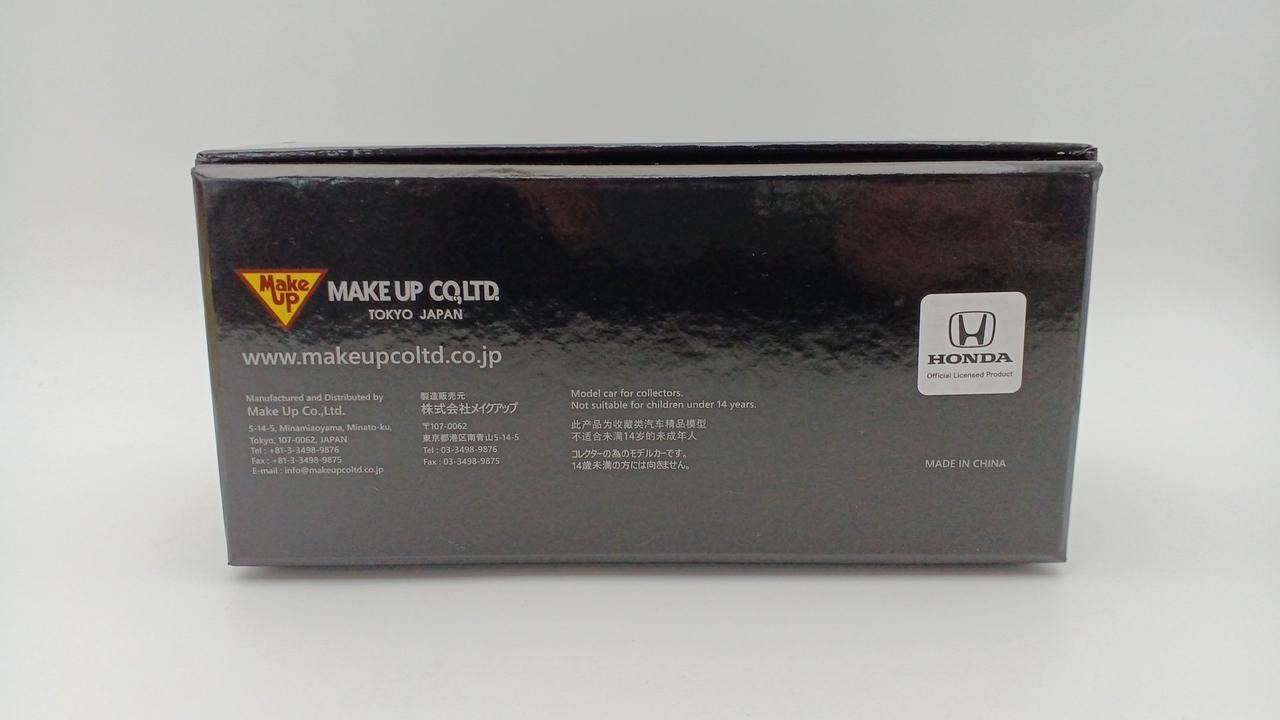 Make
Up
MAKE UP CO.,LTD.
TOKYO JAPAN
www.makeupcoltd.co.jp
Manufactured and Distributed by
Make Up Co.,Ltd.
5-14-5, Minamiaoyama, Minato-ku,
Tokyo, 107-0062, JAPAN
Tel : +81-3-3498-9876
Fax : +81-3-3498-9875
E-mail : info@makeupcoltd.co.jp
製造販売元
株式会社メイクアップ
〒107-0062
東京都港区南青山5-14-5
Tel : 03-3498-9876
Fax : 03-3498-9875
Model car for collectors.
Not suitable for children under 14 years.
此产品为收藏类汽车精品模型
不适合未满14岁的未成年人
コレクターの為のモデルカーです。
14歳未満の方には向きません。
HONDA
Official Licensed Product
MADE IN CHINA